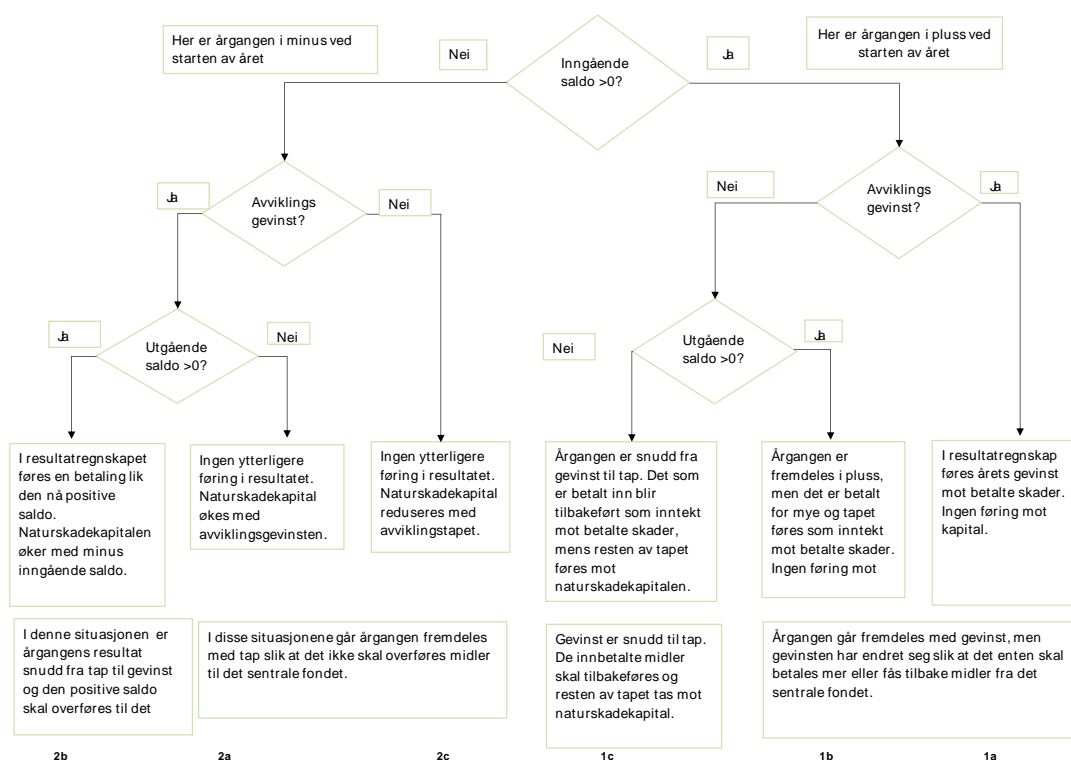 Her er årgangen i minus ved
starten av året
Nei
Inngående
saldo >0?
Ja
Her er årgangen i pluss ved
starten av året
Ja
Avviklings
gevinst?
Nei
Nei
Avviklings
gevinst?
Ja
Ja
Utgående
saldo >0?
Nei
Nei
Utgående
saldo >0?
Ja
I resultatregnskapet
føres en betaling lik
den nå positive
saldo.
Naturskadekapitalen
øker med minus
inngående saldo.
Ingen ytterligere
føring i resultatet.
Naturskadekapital
økes med
avviklingsgevinsten.
Ingen ytterligere
føring i resultatet.
Naturskadekapital
reduseres med
avviklingstapet.
Årgangen er snudd fra
gevinst til tap. Det som
er betalt inn blir
tilbakeført som inntekt
mot betalte skader,
mens resten av tapet
føres mot
naturskadekapitalen.
Årgangen er
fremdeles i pluss,
men det er betalt
for mye og tapet
føres som inntekt
mot betalte skader.
Ingen føring mot
I resultatregnskap
føres årets gevinst
mot betalte skader.
Ingen føring mot
kapital.
I denne situasjonen er
årgangens resultat
snudd fra tap til gevinst
og den positive saldo
skal overføres til det
I disse situasjonene går årgangen fremdeles
med tap slik at det ikke skal overføres midler
til det sentrale fondet.
Gevinst er snudd til tap.
De innbetalte midler
skal tilbakeføres og
resten av tapet tas mot
naturskadekapital.
Årgangen går fremdeles med gevinst, men
gevinsten har endret seg slik at det enten skal
betales mer eller fås tilbake midler fra det
sentrale fondet.
2b
2a
2c
1c
1b
1a